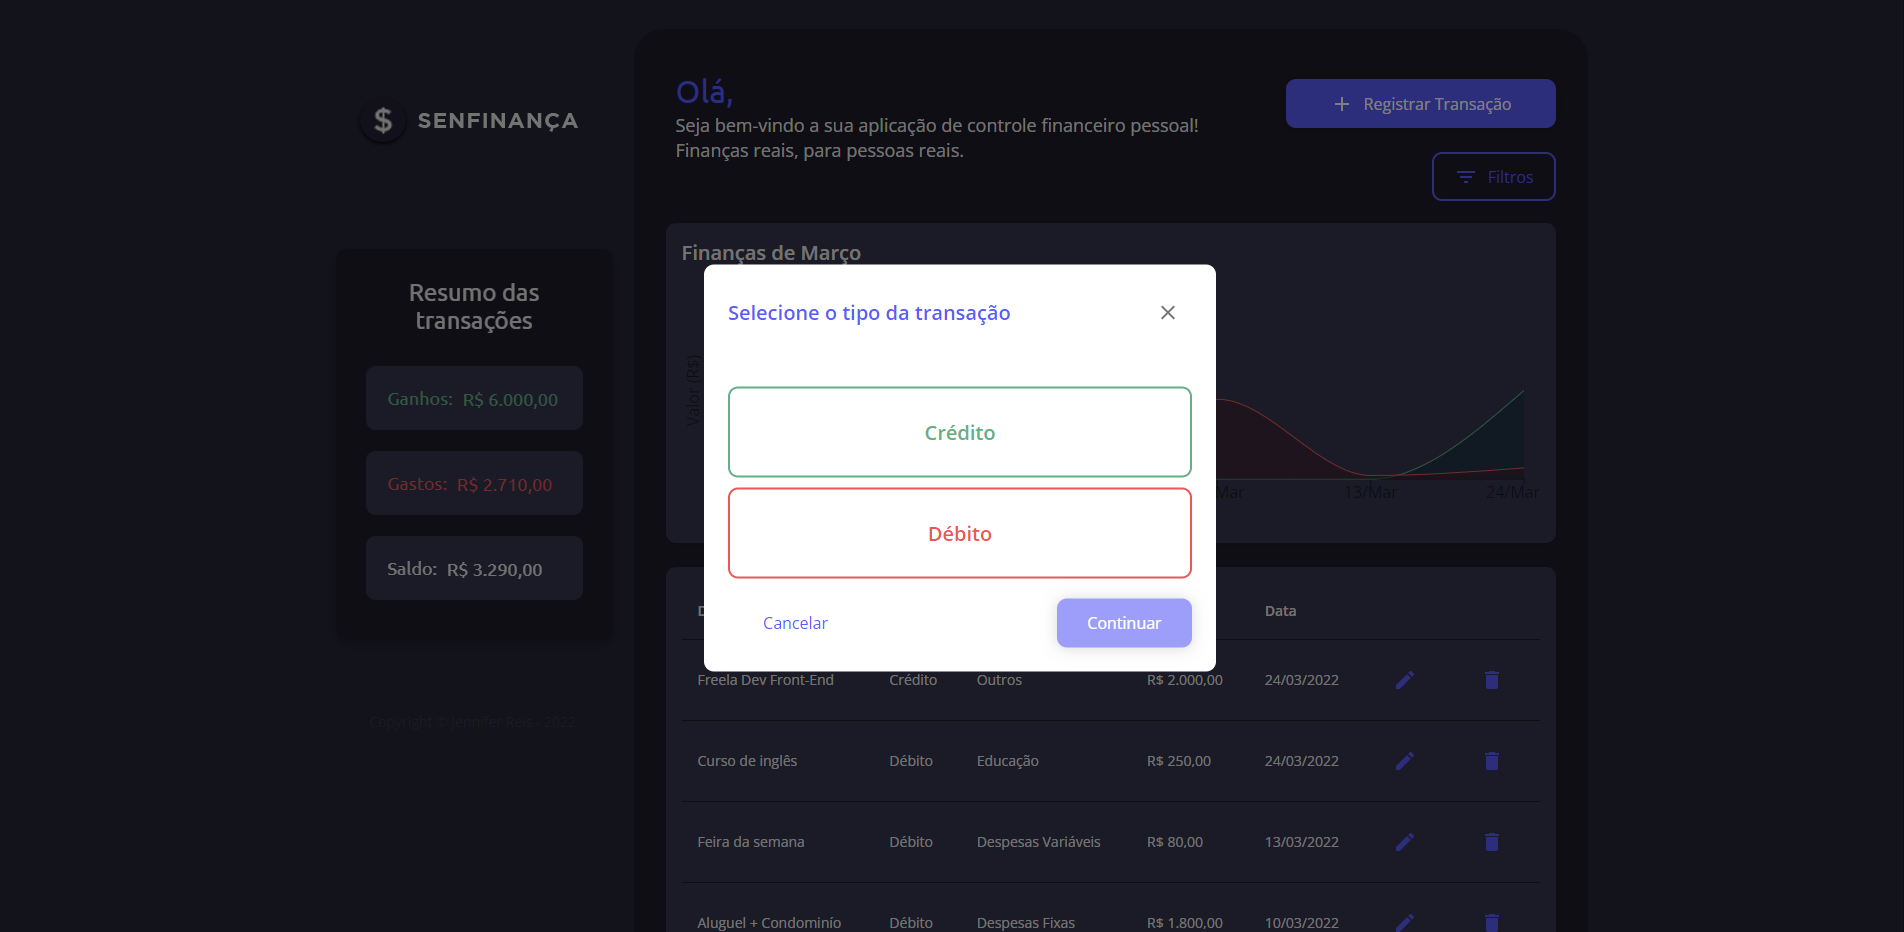 SENFINANÇA
Olá,
Seja bem-vindo a sua aplicação de controle financeiro pessoal!
Finanças reais, para pessoas reais.
Registrar Transação
Filtros
Resumo das
transações
Ganhos: R$ 6.000,00
Gastos: R$ 2.710,00
Saldo: R$ 3.290,00
Copyright © Jennifer Reis - 2022
Finanças de Março
Valor (R$)
Mar 13/Mar 24/Mar
Selecione o tipo da transação
Crédito
Débito
Cancelar
Continuar
Data
Freela Dev Front-End Crédito Outros R$ 2.000,00 24/03/2022
Curso de inglês Débito Educação R$ 250,00 24/03/2022
Feira da semana Débito Despesas Variáveis R$ 80,00 13/03/2022
Aluguel + Condomínío Débito Despesas Fixas R$ 1.800,00 10/03/2022